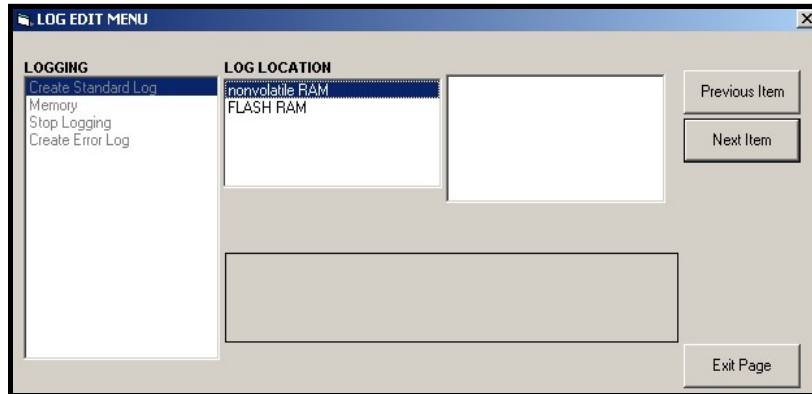 LOG EDIT MENU
LOGGING
Create Standard Log
Memory
Stop Logging
Create Error Log
LOG LOCATION
nonvolatile RAM
FLASH RAM
Previous Item
Next Item
Exit Page